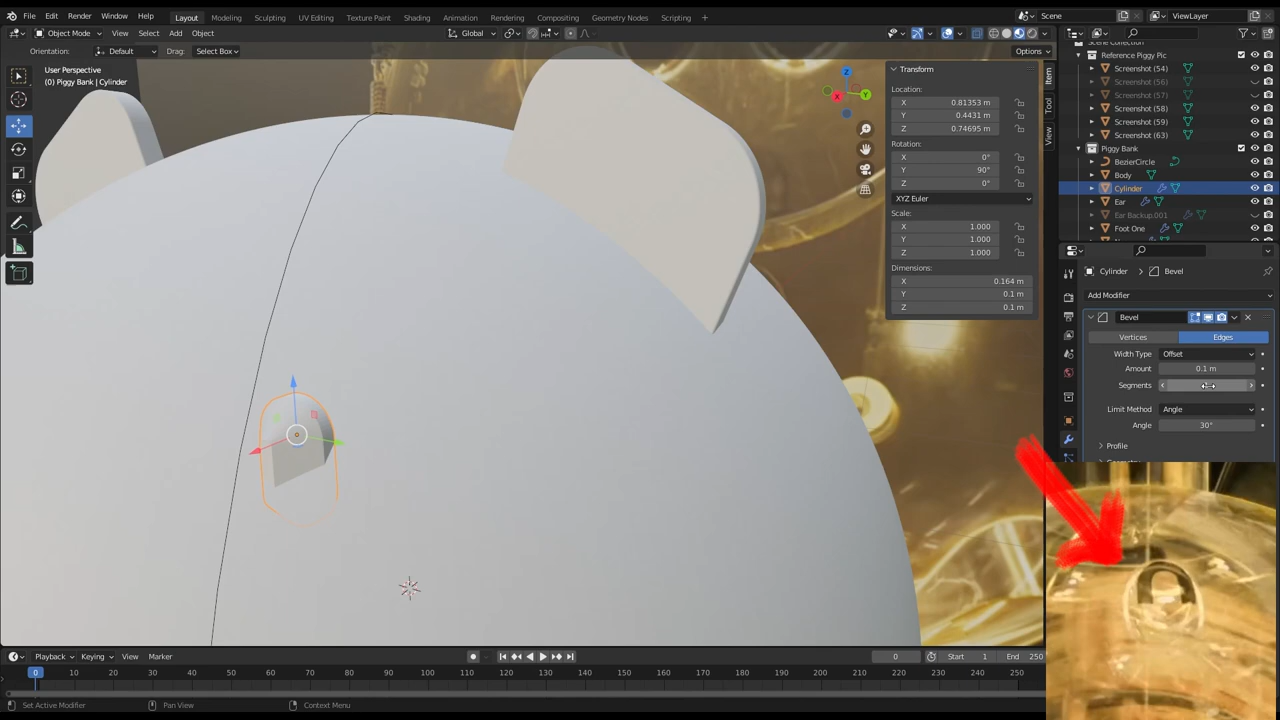 File Edit Render Window Help Layout Modeling Sculpting UV Editing Texture Paint Shading Animation Rendering Compositing Geometry Nodes Scripting + Scene ViewLayer
Object Mode View Select Add Object Global
Orientation: Default Drag: Select Box Options
User Perspective
(0) Piggy Bank | Cylinder
Z
Y
X
Transform
Location:
X 0.81353 m
Y 0.4431 m
Z 0.74695 m
Rotation:
X 0°
Y 90°
Z 0°
XYZ Euler
Scale:
X 1.000
Y 1.000
Z 1.000
Dimensions:
X 0.164 m
Y 0.1 m
Z 0.1 m
Item
Tool
View
Scene Collection
Reference Piggy Pic
Screenshot (54)
Screenshot (56)
Screenshot (57)
Screenshot (58)
Screenshot (59)
Screenshot (63)
Piggy Bank
BezierCircle
Body
Cylinder
Ear
Ear Backup.001
Foot One
Cylinder > Bevel
Add Modifier
Bevel
Vertices Edges
Width Type Offset
Amount 0.1 m
Segments
Limit Method Angle
Angle 30°
Profile
Playback Keying View Marker 0 Start 1 End 250
0 10 20 30 40 50 60 70 80 90 100 110 120 130 140 150 160 170 180 190 200 210 220 230 240 250
Set Active Modifier Pan View Context Menu